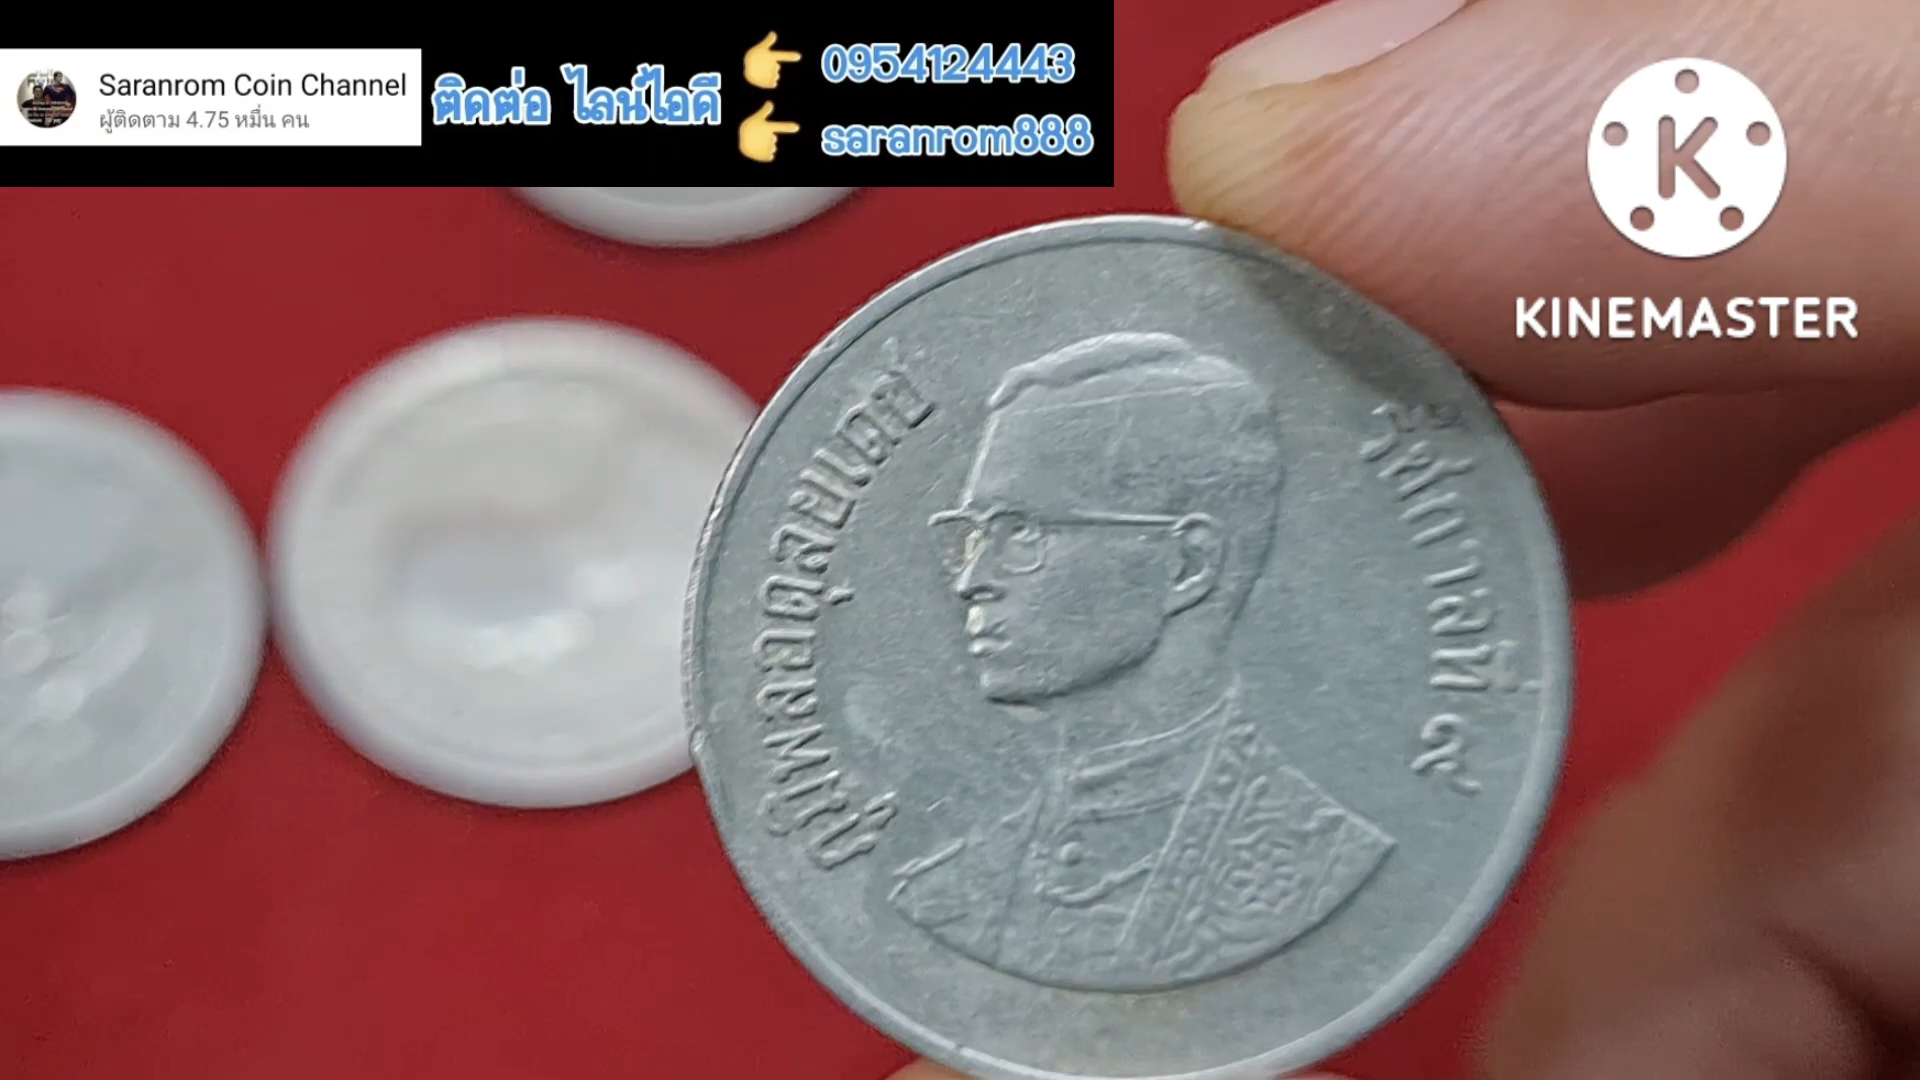 Saranrom Coin Channel
ผู้ติดตาม 4.75 หมื่น คน
ติดต่อ ไลน์ไอดี
👉 0954124443
👉 saranrom888
K
KINEMASTER
ภูมิพลอดุลยเดช
รัชกาลที่ ๙